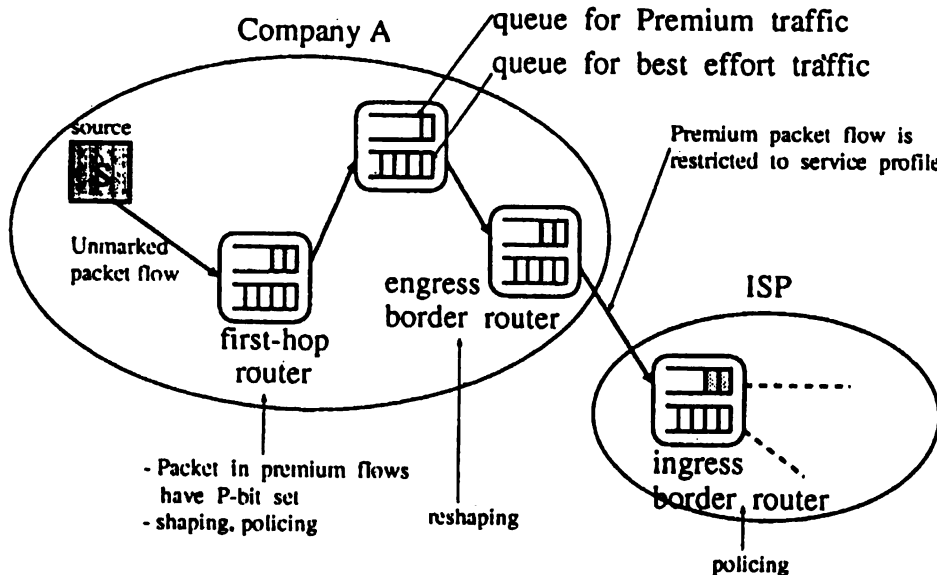 Company A
queue for Premium traffic
queue for best effort traffic
source
S
Premium packet flow is
restricted to service profile
Unmarked
packet flow
first-hop
router
engress
border router
ISP
ingress
border router
- Packet in premium flows
have P-bit set
- shaping, policing
reshaping
policing